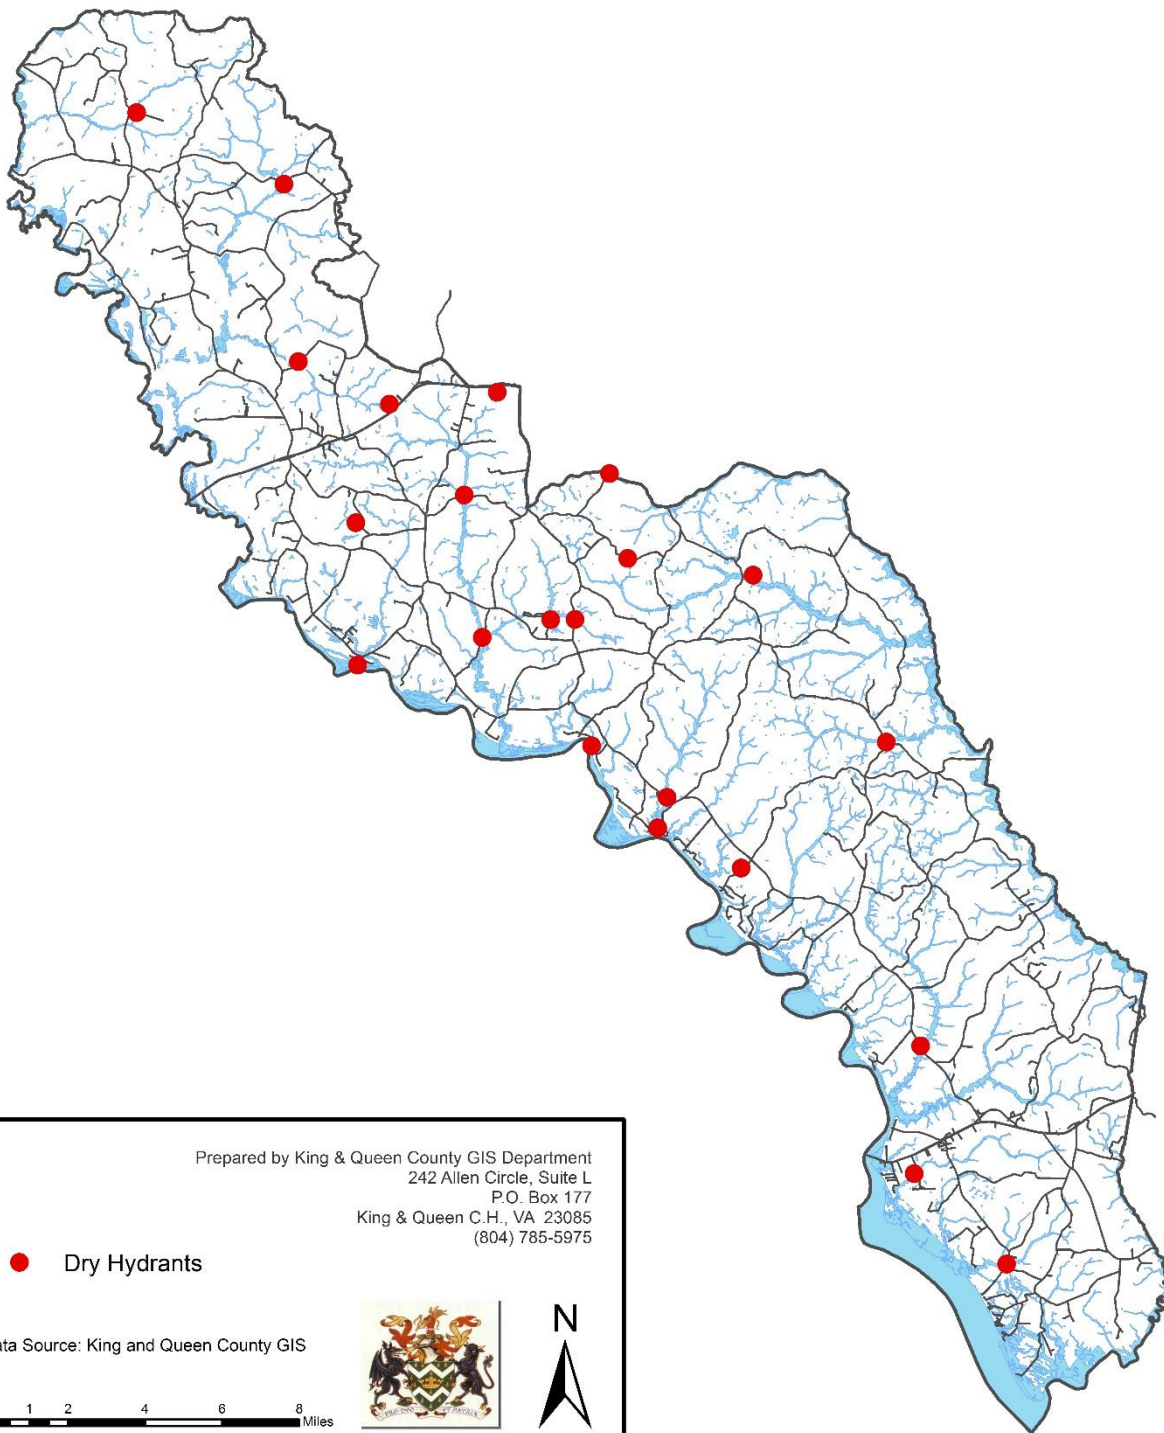 Prepared by King & Queen County GIS Department
242 Allen Circle, Suite L
P.O. Box 177
King & Queen C.H., VA 23085
(804) 785-5975
Dry Hydrants
ata Source: King and Queen County GIS
N
1 2 4 6 8 Miles